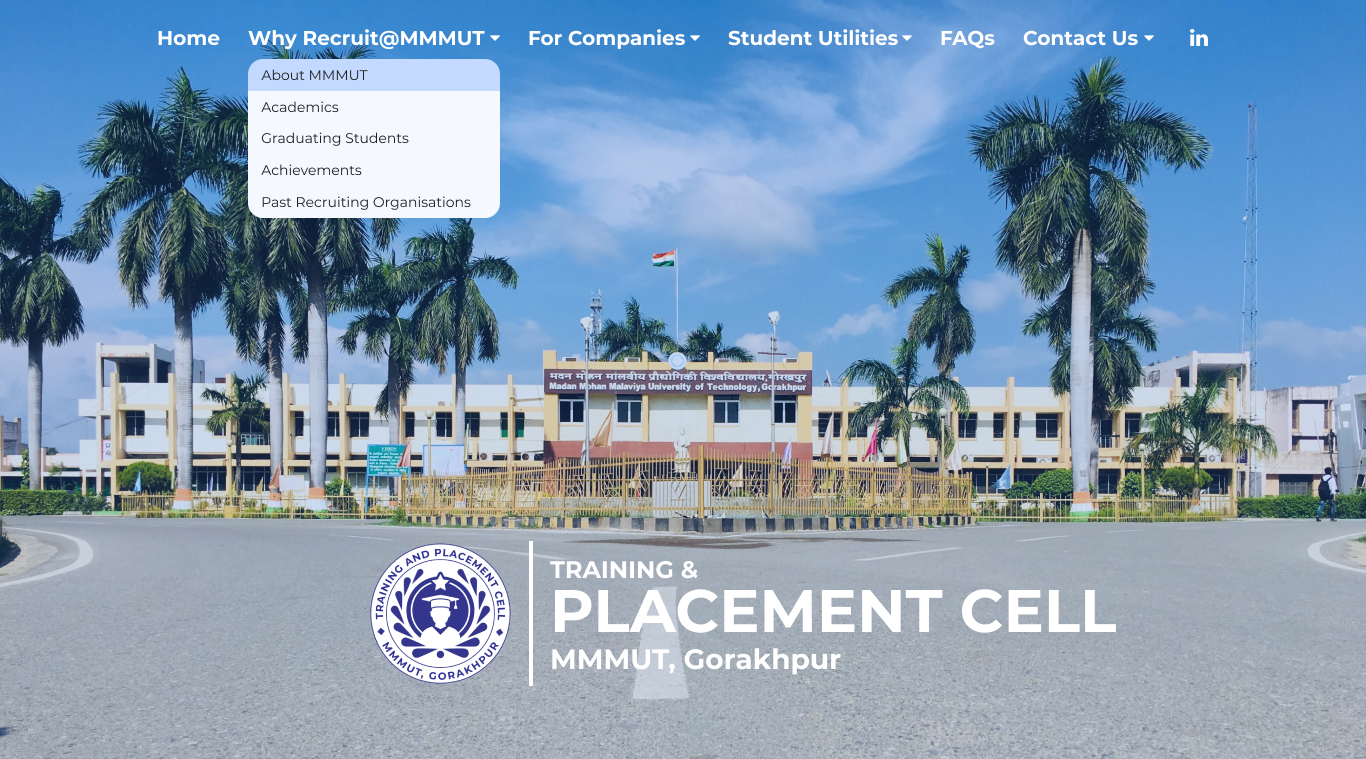 Home Why Recruit@MMMUT For Companies Student Utilities FAQs Contact Us in
About MMMUT
Academics
Graduating Students
Achievements
Past Recruiting Organisations
मदन मोहन मालवीय प्रौद्योगिकी विश्वविद्यालय, गोरखपुर
Madan Mohan Malaviya University of Technology, Gorakhpur
TRAINING AND PLACEMENT CELL
MMMUT, GORAKHPUR
TRAINING &
PLACEMENT CELL
MMMUT, Gorakhpur